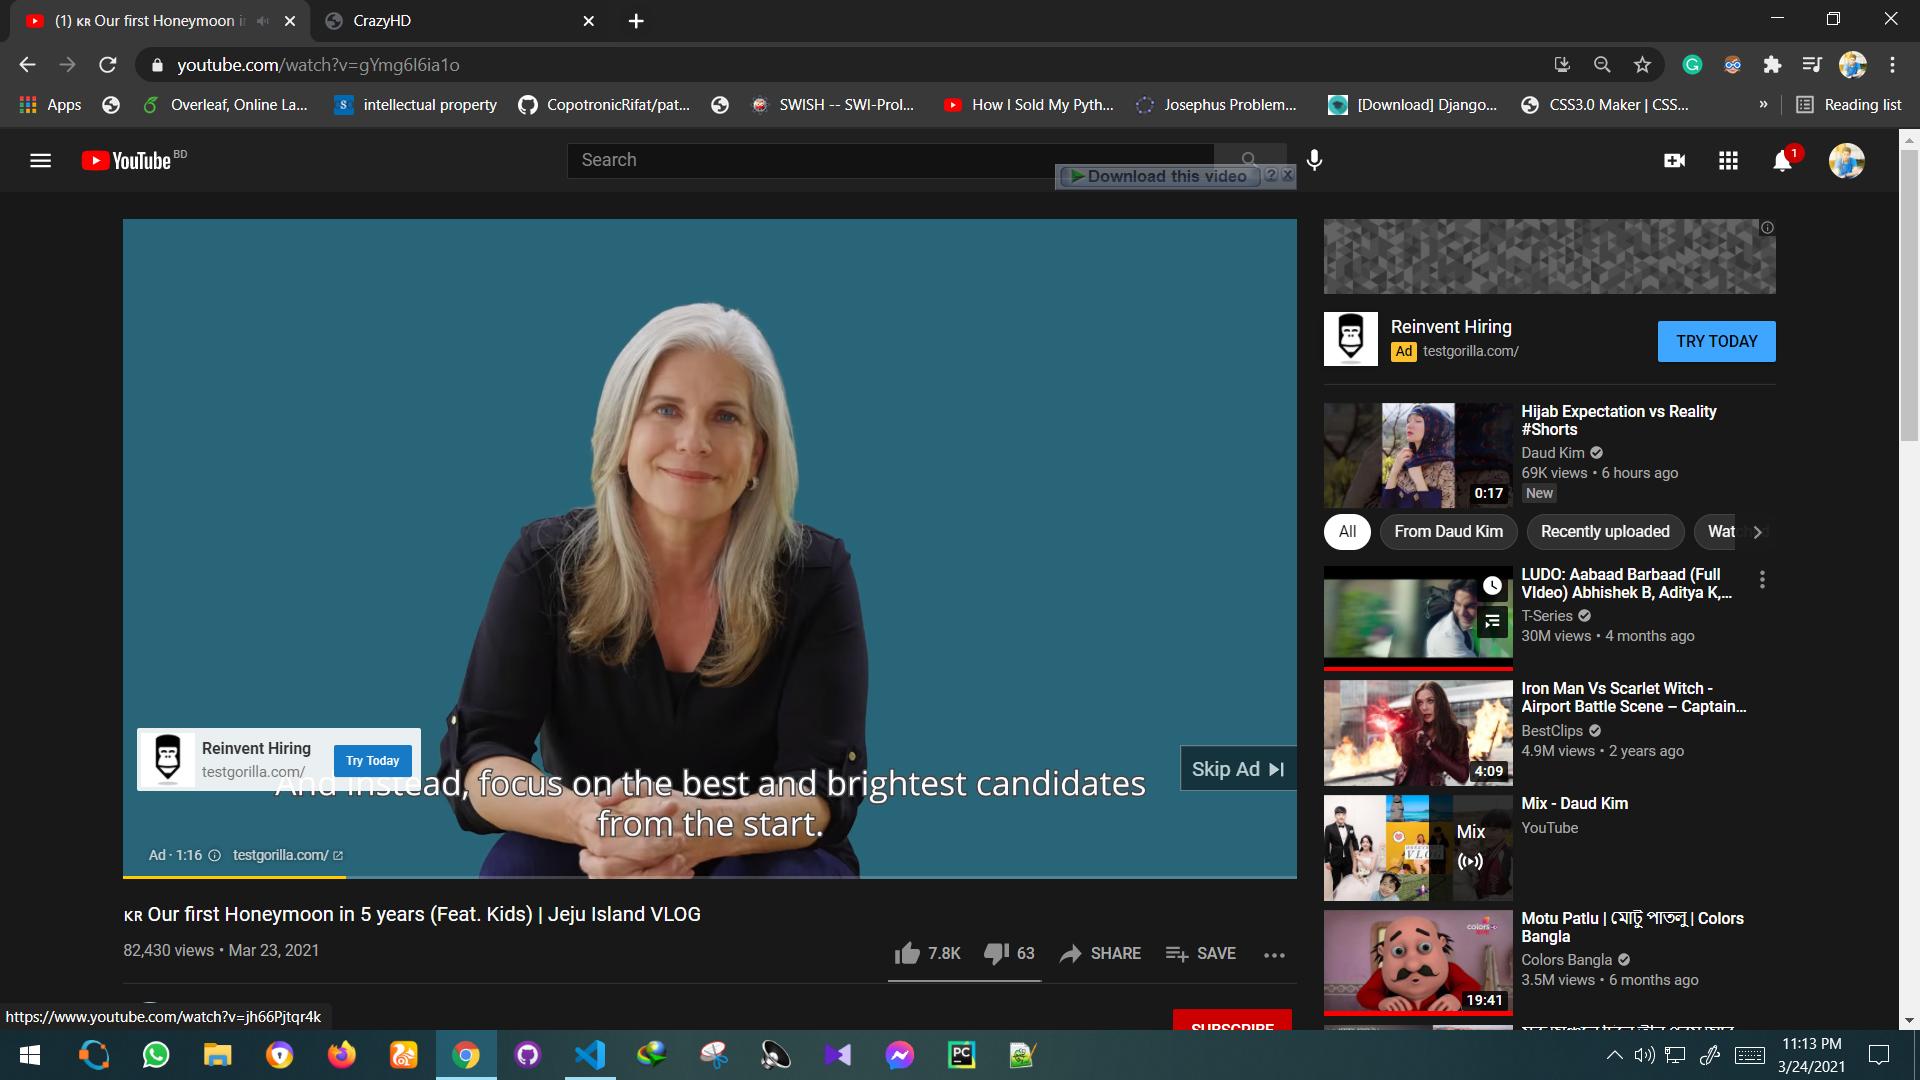 (1) ᴋʀ Our first Honeymoon i
CrazyHD
youtube.com/watch?v=gYmg6I6ia1o
Apps
Overleaf, Online La...
intellectual property
CopotronicRifat/pat...
SWISH -- SWI-Prol...
How I Sold My Pyth...
Josephus Problem...
[Download] Django...
CSS3.0 Maker | CSS...
»
Reading list
YouTube BD
Search
Download this video ? X
1
Reinvent Hiring
Ad testgorilla.com/
TRY TODAY
Hijab Expectation vs Reality
#Shorts
Daud Kim
69K views • 6 hours ago
New
0:17
All
From Daud Kim
Recently uploaded
Wat
LUDO: Aabaad Barbaad (Full
VIdeo) Abhishek B, Aditya K,...
T-Series
30M views • 4 months ago
Iron Man Vs Scarlet Witch -
Airport Battle Scene – Captain...
BestClips
4.9M views • 2 years ago
4:09
Mix - Daud Kim
YouTube
Mix
Motu Patlu | মোটু পাতলু | Colors
Bangla
Colors Bangla
3.5M views • 6 months ago
19:41
Reinvent Hiring
testgorilla.com/
Try Today
And instead, focus on the best and brightest candidates
from the start.
Skip Ad
Ad · 1:16 testgorilla.com/
ᴋʀ Our first Honeymoon in 5 years (Feat. Kids) | Jeju Island VLOG
82,430 views • Mar 23, 2021
7.8K
63
SHARE
SAVE
SUBSCRIBE
https://www.youtube.com/watch?v=jh66Pjtqr4k
11:13 PM
3/24/2021